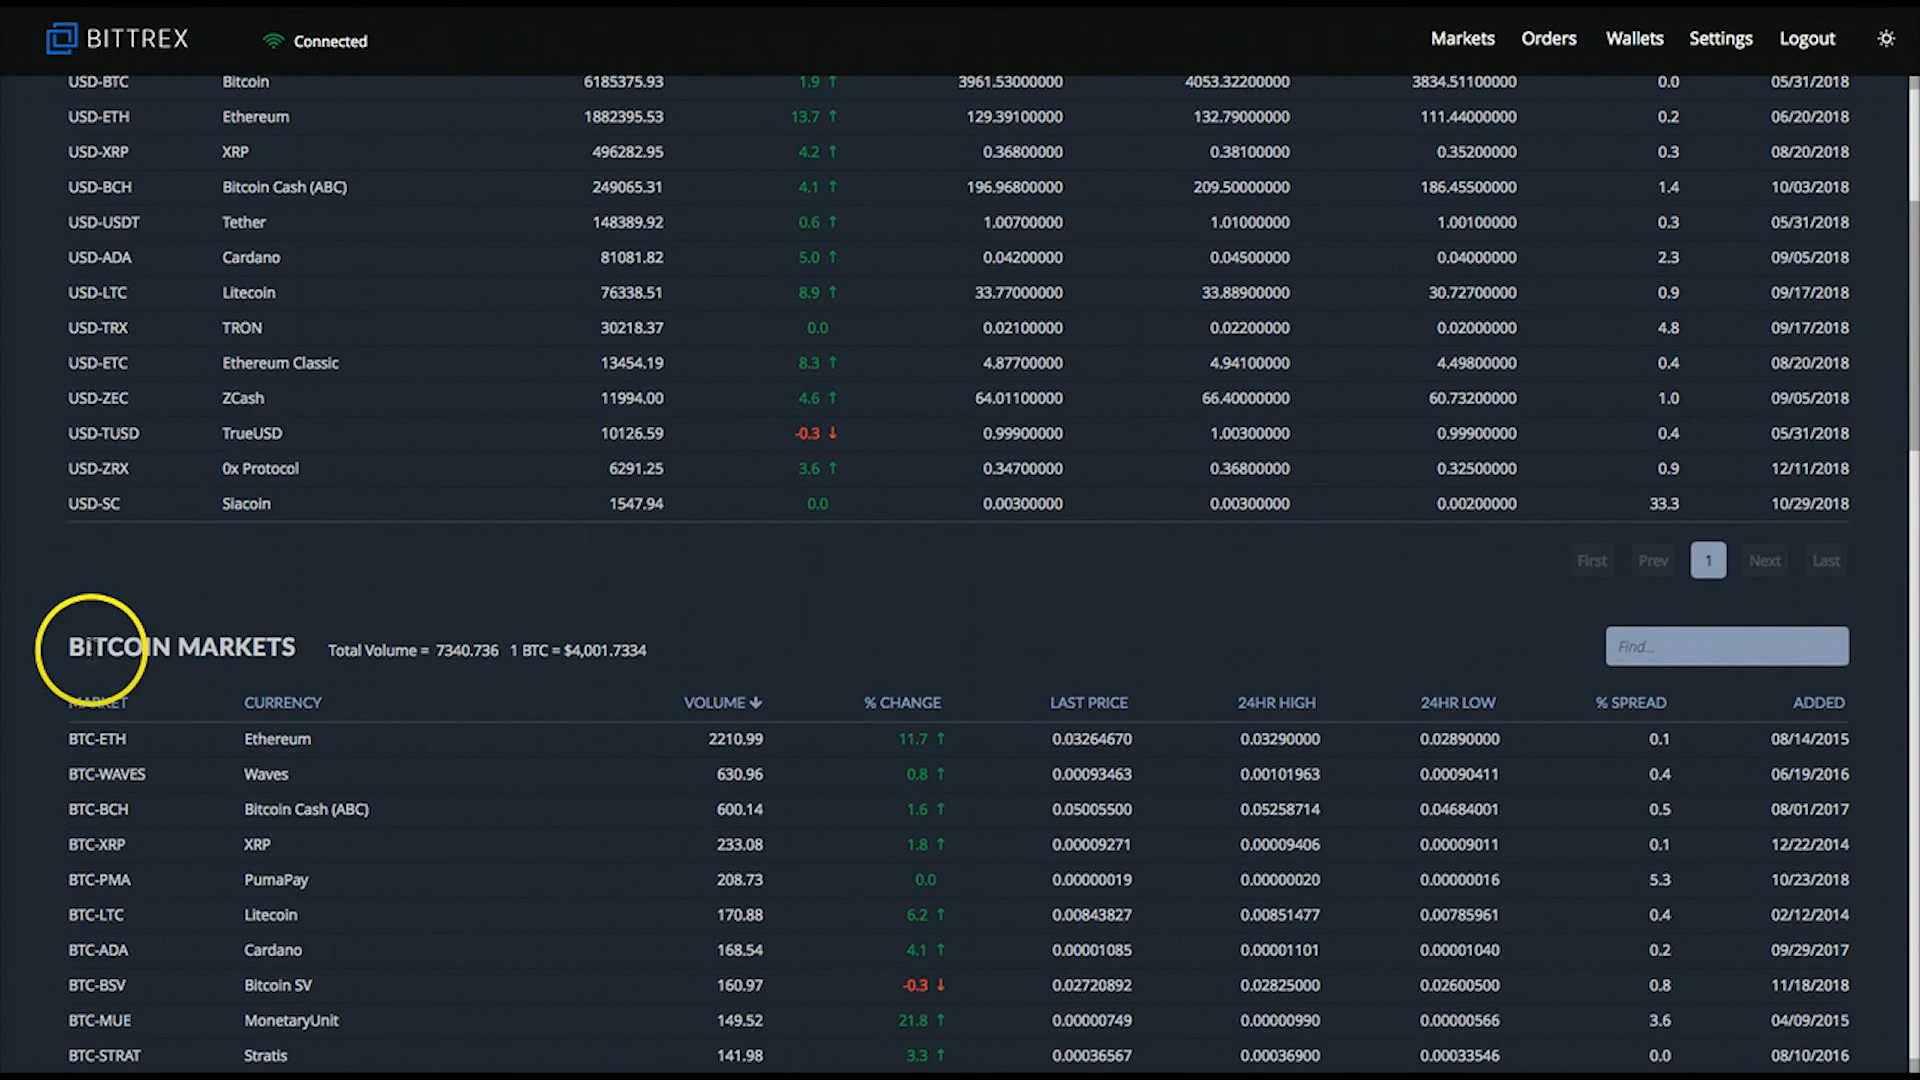 BITTREX Connected Markets Orders Wallets Settings Logout
USD-BTC Bitcoin 6185375.93 1.9 ↑ 3961.53000000 4053.32200000 3834.51100000 0.0 05/31/2018
USD-ETH Ethereum 1882395.53 13.7 ↑ 129.39100000 132.79000000 111.44000000 0.2 06/20/2018
USD-XRP XRP 496282.95 4.2 ↑ 0.36800000 0.38100000 0.35200000 0.3 08/20/2018
USD-BCH Bitcoin Cash (ABC) 249065.31 4.1 ↑ 196.96800000 209.50000000 186.45500000 1.4 10/03/2018
USD-USDT Tether 148389.92 0.6 ↑ 1.00700000 1.01000000 1.00100000 0.3 05/31/2018
USD-ADA Cardano 81081.82 5.0 ↑ 0.04200000 0.04500000 0.04000000 2.3 09/05/2018
USD-LTC Litecoin 76338.51 8.9 ↑ 33.77000000 33.88900000 30.72700000 0.9 09/17/2018
USD-TRX TRON 30218.37 0.0 0.02100000 0.02200000 0.02000000 4.8 09/17/2018
USD-ETC Ethereum Classic 13454.19 8.3 ↑ 4.87700000 4.94100000 4.49800000 0.4 08/20/2018
USD-ZEC ZCash 11994.00 4.6 ↑ 64.01100000 66.40000000 60.73200000 1.0 09/05/2018
USD-TUSD TrueUSD 10126.59 -0.3 ↓ 0.99900000 1.00300000 0.99900000 0.4 05/31/2018
USD-ZRX 0x Protocol 6291.25 3.6 ↑ 0.34700000 0.36800000 0.32500000 0.9 12/11/2018
USD-SC Siacoin 1547.94 0.0 0.00300000 0.00300000 0.00200000 33.3 10/29/2018
First Prev 1 Next Last
BITCOIN MARKETS Total Volume = 7340.736 1 BTC = $4,001.7334 Find...
MARKET CURRENCY VOLUME ↓ % CHANGE LAST PRICE 24HR HIGH 24HR LOW % SPREAD ADDED
BTC-ETH Ethereum 2210.99 11.7 ↑ 0.03264670 0.03290000 0.02890000 0.1 08/14/2015
BTC-WAVES Waves 630.96 0.8 ↑ 0.00093463 0.00101963 0.00090411 0.4 06/19/2016
BTC-BCH Bitcoin Cash (ABC) 600.14 1.6 ↑ 0.05005500 0.05258714 0.04684001 0.5 08/01/2017
BTC-XRP XRP 233.08 1.8 ↑ 0.00009271 0.00009406 0.00009011 0.1 12/22/2014
BTC-PMA PumaPay 208.73 0.0 0.00000019 0.00000020 0.00000016 5.3 10/23/2018
BTC-LTC Litecoin 170.88 6.2 ↑ 0.00843827 0.00851477 0.00785961 0.4 02/12/2014
BTC-ADA Cardano 168.54 4.1 ↑ 0.00001085 0.00001101 0.00001040 0.2 09/29/2017
BTC-BSV Bitcoin SV 160.97 -0.3 ↓ 0.02720892 0.02825000 0.02600500 0.8 11/18/2018
BTC-MUE MonetaryUnit 149.52 21.8 ↑ 0.00000749 0.00000990 0.00000566 3.6 04/09/2015
BTC-STRAT Stratis 141.98 3.3 ↑ 0.00036567 0.00036900 0.00033546 0.0 08/10/2016